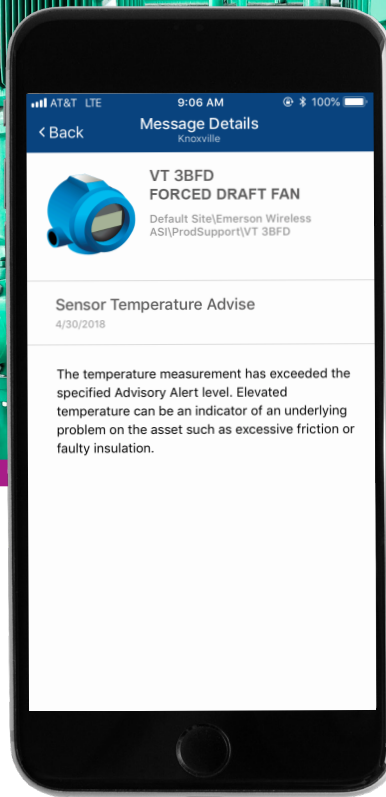 AT&T LTE 9:06 AM 100%
Back Message Details
Knoxville
VT 3BFD
FORCED DRAFT FAN
Default Site\Emerson Wireless
ASI\ProdSupport\VT 3BFD
Sensor Temperature Advise
4/30/2018
The temperature measurement has exceeded the
specified Advisory Alert level. Elevated
temperature can be an indicator of an underlying
problem on the asset such as excessive friction or
faulty insulation.